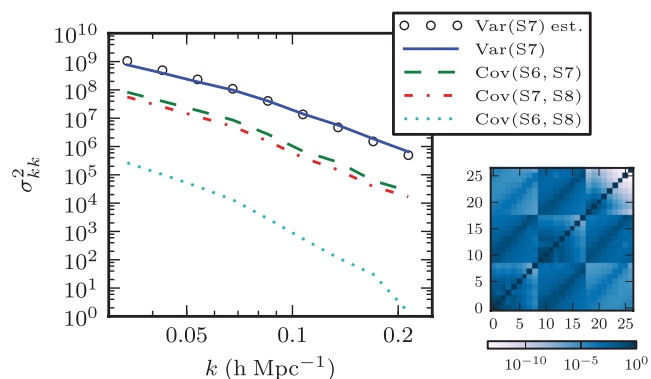 Var(S7) est.
Var(S7)
Cov(S6, S7)
Cov(S7, S8)
Cov(S6, S8)
10^10
10^9
10^8
10^7
10^6
10^5
10^4
10^3
10^2
10^1
10^0
σ^2_kk
0.05 0.1 0.2
k (h Mpc^−1)
25
20
15
10
5
0
0 5 10 15 20 25
10^−10 10^−5 10^0